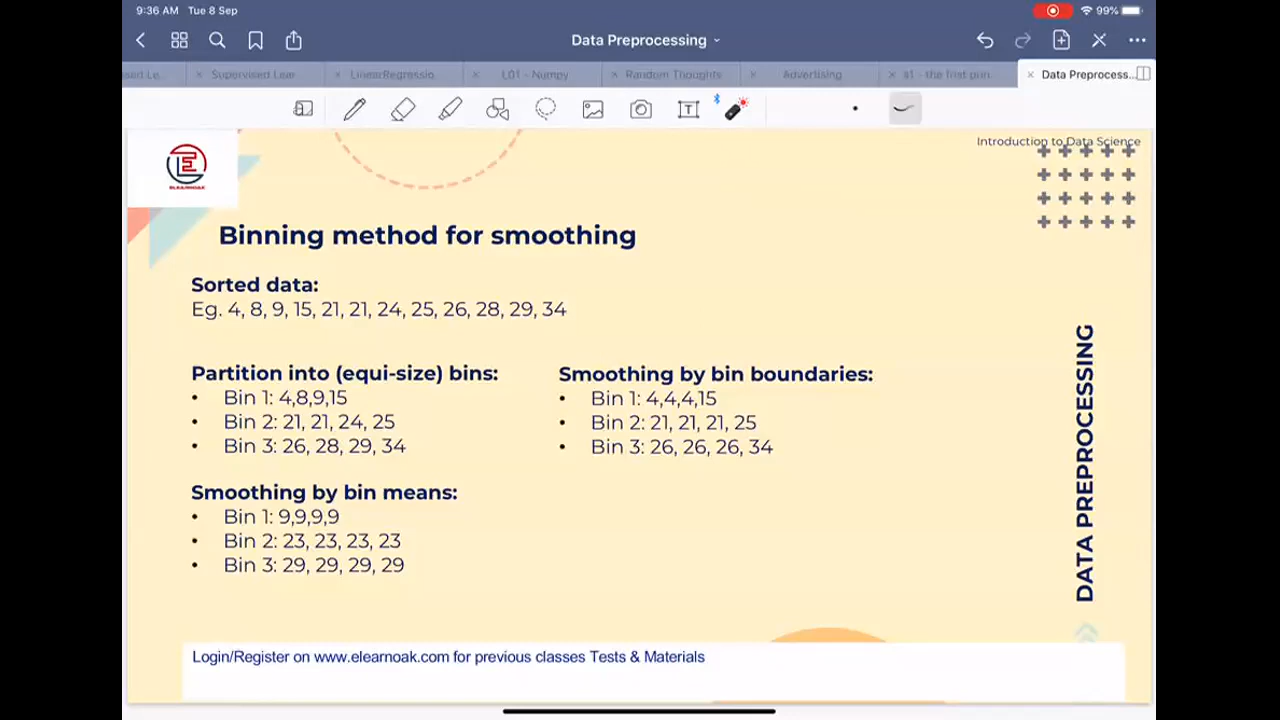 9:36 AM Tue 8 Sep
99%
Data Preprocessing
Supervised Lear
LinearRegressio
L01 - Numpy
Random Thoughts
Advertising
Data Preprocess...
T
Introduction to Data Science
ELEARNOAK
Binning method for smoothing
Sorted data:
Eg. 4, 8, 9, 15, 21, 21, 24, 25, 26, 28, 29, 34
Partition into (equi-size) bins:
• Bin 1: 4,8,9,15
• Bin 2: 21, 21, 24, 25
• Bin 3: 26, 28, 29, 34
Smoothing by bin boundaries:
• Bin 1: 4,4,4,15
• Bin 2: 21, 21, 21, 25
• Bin 3: 26, 26, 26, 34
Smoothing by bin means:
• Bin 1: 9,9,9,9
• Bin 2: 23, 23, 23, 23
• Bin 3: 29, 29, 29, 29
DATA PREPROCESSING
Login/Register on www.elearnoak.com for previous classes Tests & Materials